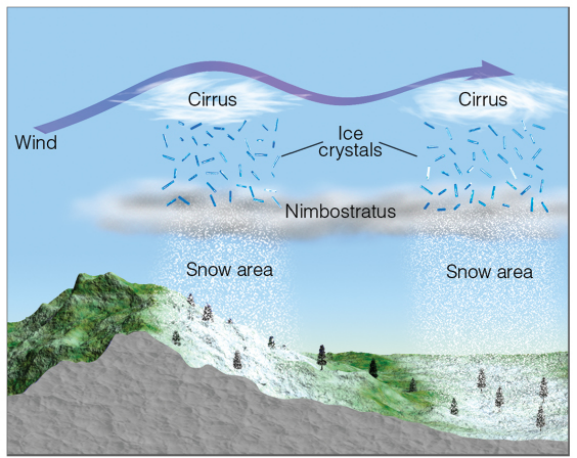 Cirrus
Cirrus
Wind
Ice
crystals
Nimbostratus
Snow area
Snow area